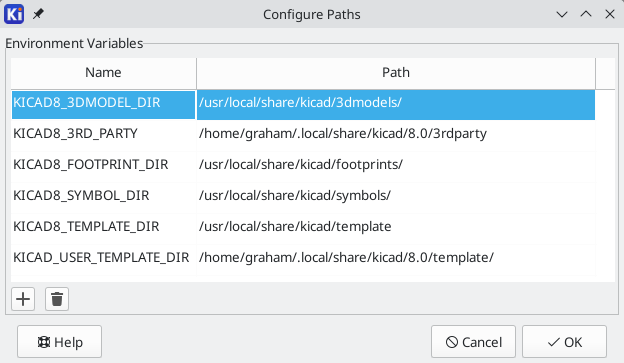 Ki Configure Paths
Environment Variables
Name Path
KICAD8_3DMODEL_DIR /usr/local/share/kicad/3dmodels/
KICAD8_3RD_PARTY /home/graham/.local/share/kicad/8.0/3rdparty
KICAD8_FOOTPRINT_DIR /usr/local/share/kicad/footprints/
KICAD8_SYMBOL_DIR /usr/local/share/kicad/symbols/
KICAD8_TEMPLATE_DIR /usr/local/share/kicad/template
KICAD_USER_TEMPLATE_DIR /home/graham/.local/share/kicad/8.0/template/
Help Cancel OK